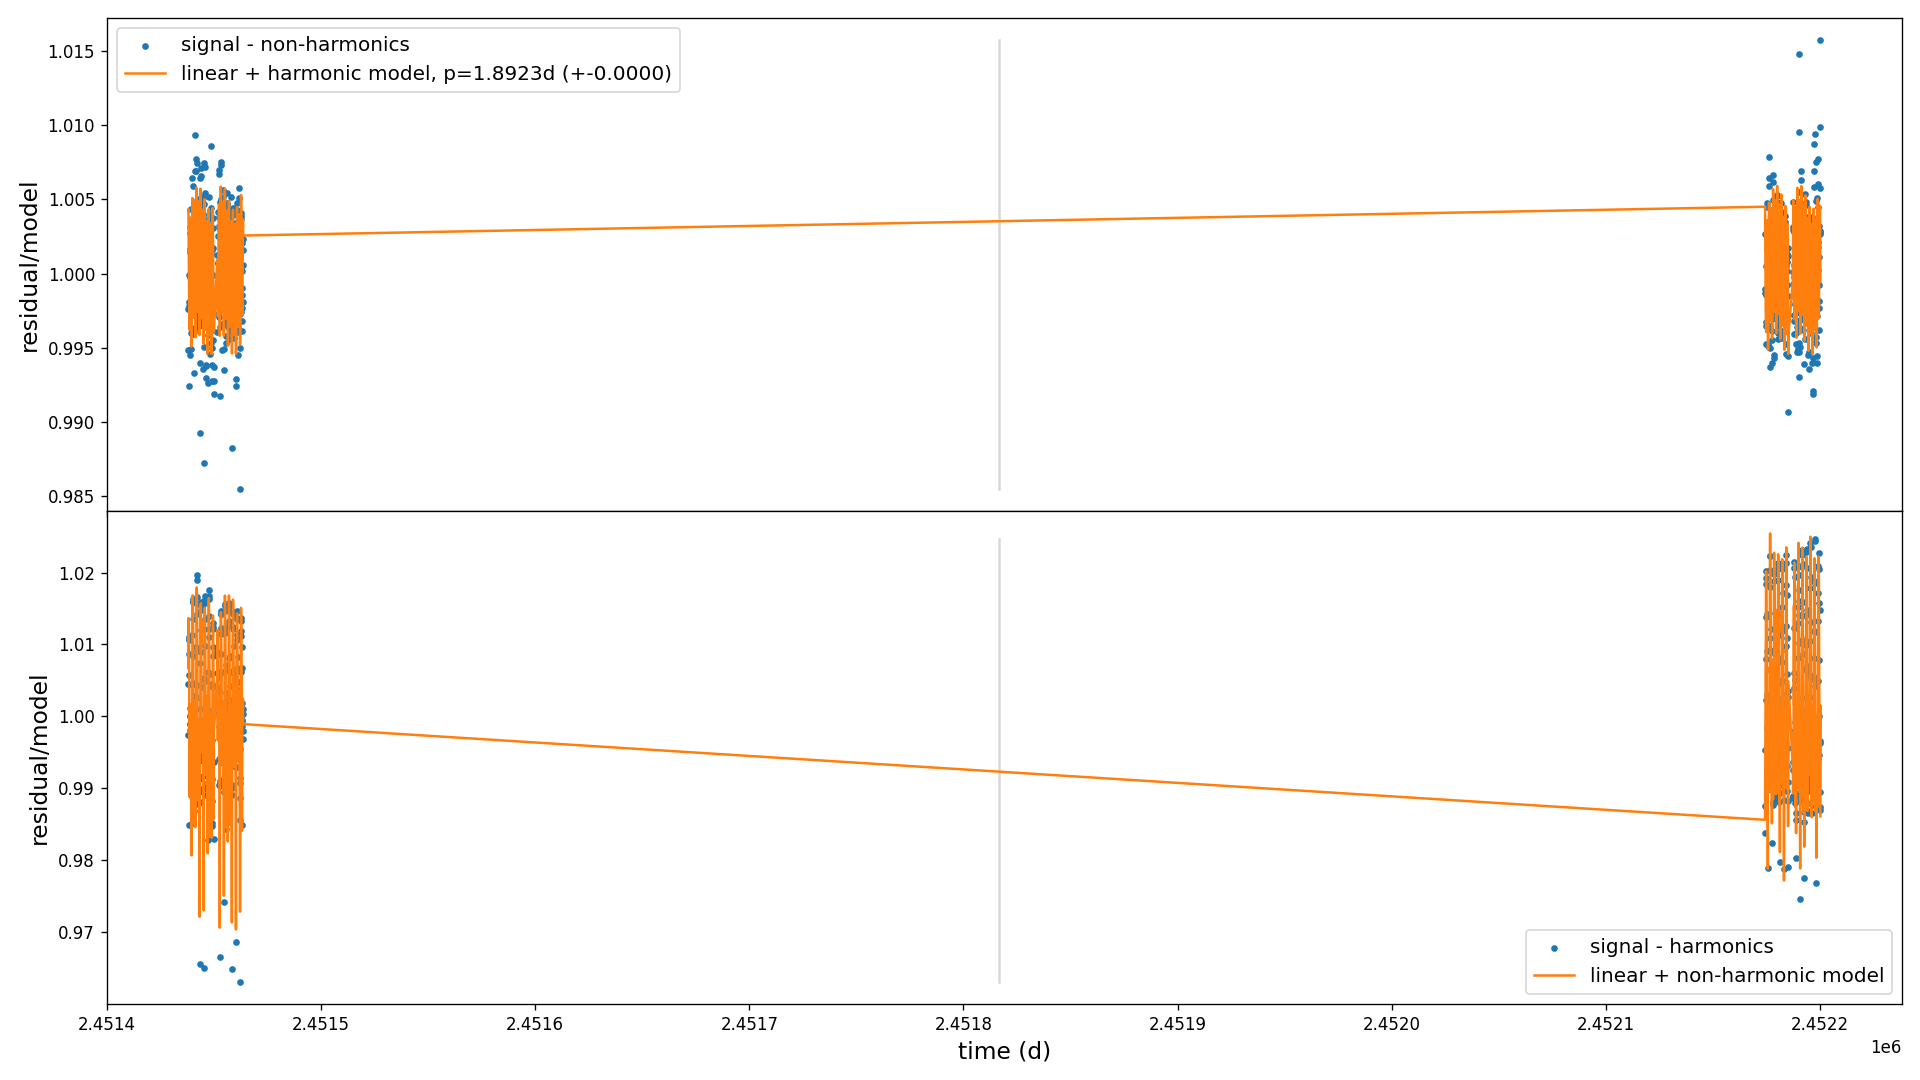 signal - non-harmonics
linear + harmonic model, p=1.8923d (+-0.0000)
1.015
1.010
1.005
1.000
0.995
0.990
0.985
residual/model
1.02
1.01
1.00
0.99
0.98
0.97
residual/model
signal - harmonics
linear + non-harmonic model
2.4514
2.4515
2.4516
2.4517
2.4518
2.4519
2.4520
2.4521
2.4522
1e6
time (d)